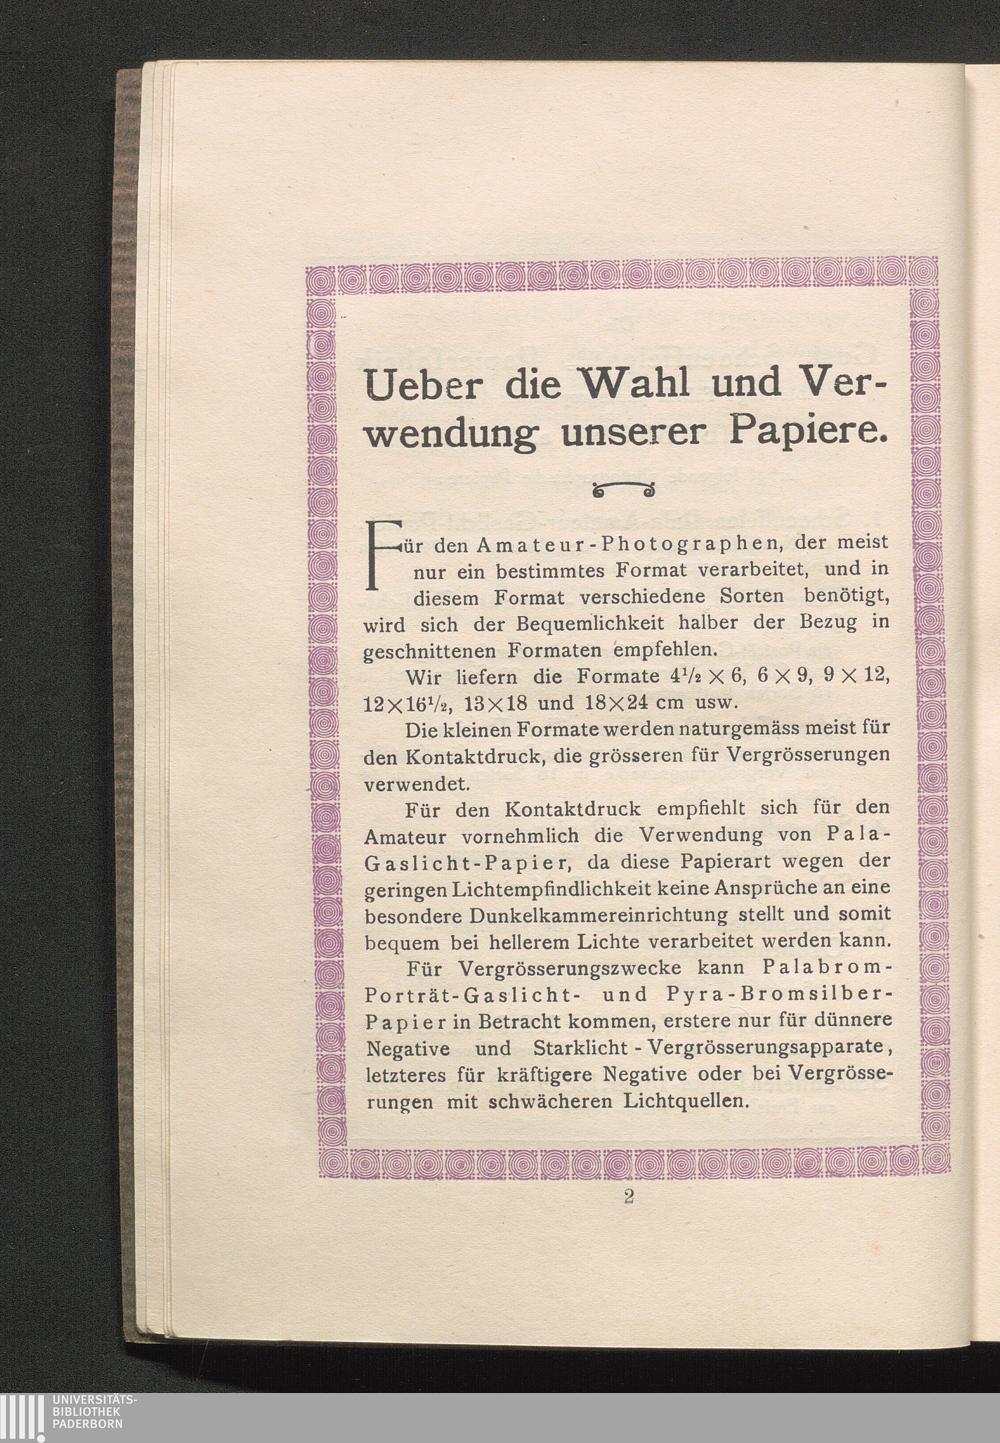 Ueber die Wahl und Ver-
wendung unserer Papiere.
Für den Amateur-Photographen, der meist
nur ein bestimmtes Format verarbeitet, und in
diesem Format verschiedene Sorten benötigt,
wird sich der Bequemlichkeit halber der Bezug in
geschnittenen Formaten empfehlen.
Wir liefern die Formate 4½ × 6, 6 × 9, 9 × 12,
12×16½, 13×18 und 18×24 cm usw.
Die kleinen Formate werden naturgemäss meist für
den Kontaktdruck, die grösseren für Vergrösserungen
verwendet.
Für den Kontaktdruck empfiehlt sich für den
Amateur vornehmlich die Verwendung von Pala-
Gaslicht-Papier, da diese Papierart wegen der
geringen Lichtempfindlichkeit keine Ansprüche an eine
besondere Dunkelkammereinrichtung stellt und somit
bequem bei hellerem Lichte verarbeitet werden kann.
Für Vergrösserungszwecke kann Palabrom-
Porträt-Gaslicht- und Pyra-Bromsilber-
Papier in Betracht kommen, erstere nur für dünnere
Negative und Starklicht-Vergrösserungsapparate,
letzteres für kräftigere Negative oder bei Vergrösse-
rungen mit schwächeren Lichtquellen.
2
UNIVERSITÄTS-
BIBLIOTHEK
PADERBORN